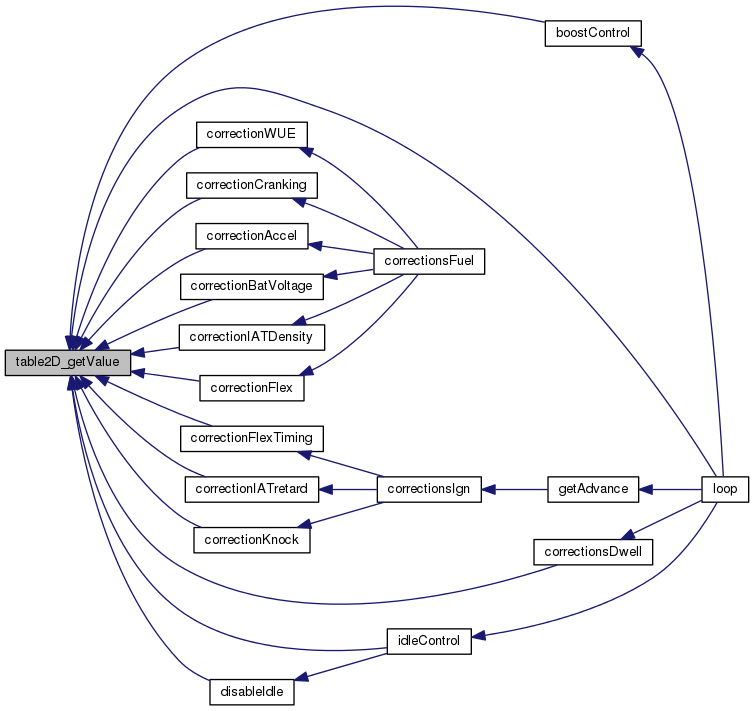 boostControl
correctionWUE
correctionCranking
correctionAccel
correctionsFuel
correctionBatVoltage
correctionIATDensity
table2D_getValue
correctionFlex
correctionFlexTiming
correctionIATretard
correctionsIgn
getAdvance
loop
correctionKnock
correctionsDwell
idleControl
disableIdle